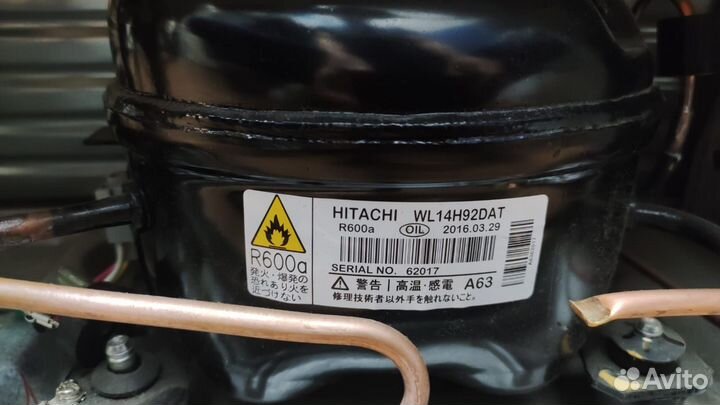 HITACHI WL14H92DAT
R600a OIL 2016.03.29
SERIAL NO. 62017
警告 高温・感電 A63
修理技術者以外手を触れないこと。
R600a
発火・爆発の
恐れあり火を
近づけない
Avito